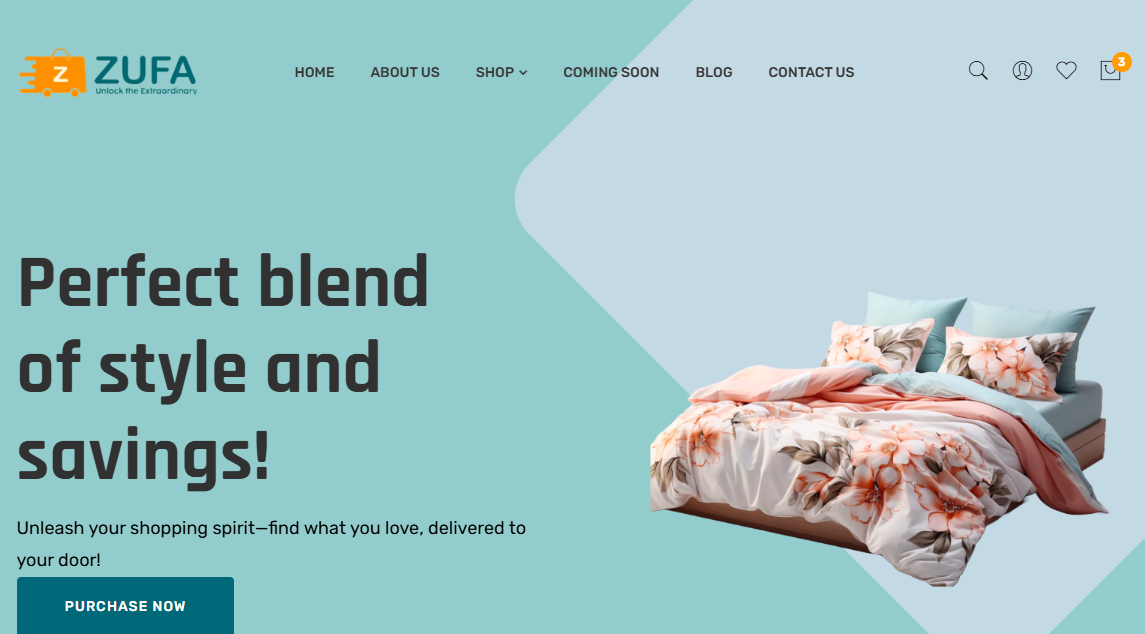 Z ZUFA
Unlock the Extraordinary
HOME ABOUT US SHOP COMING SOON BLOG CONTACT US 3
Perfect blend
of style and
savings!
Unleash your shopping spirit—find what you love, delivered to
your door!
PURCHASE NOW